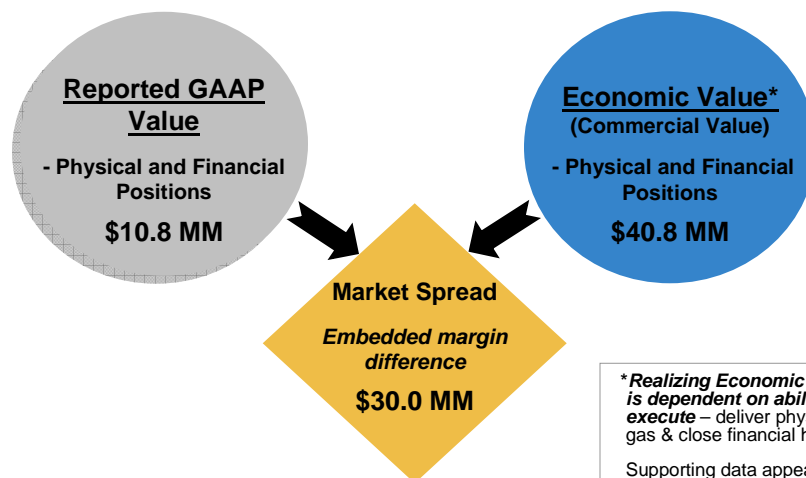 Reported GAAP
Value
- Physical and Financial
Positions
$10.8 MM
Economic Value*
(Commercial Value)
- Physical and Financial
Positions
$40.8 MM
Market Spread
Embedded margin
difference
$30.0 MM
*Realizing Economic
is dependent on
execute – deliver
gas & close financial
Supporting data